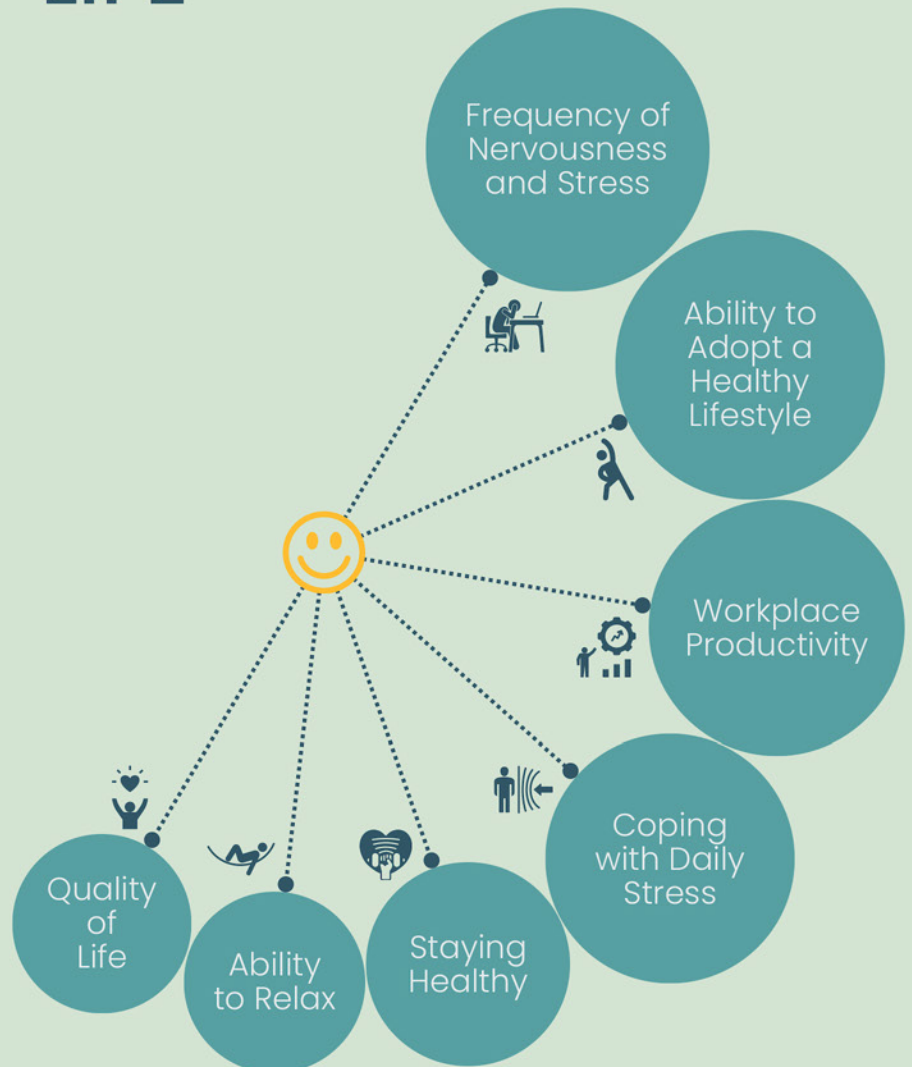 Frequency of
Nervousness
and Stress
Ability to
Adopt a
Healthy
Lifestyle
Workplace
Productivity
Coping
with Daily
Stress
Staying
Healthy
Ability
to Relax
Quality
of
Life